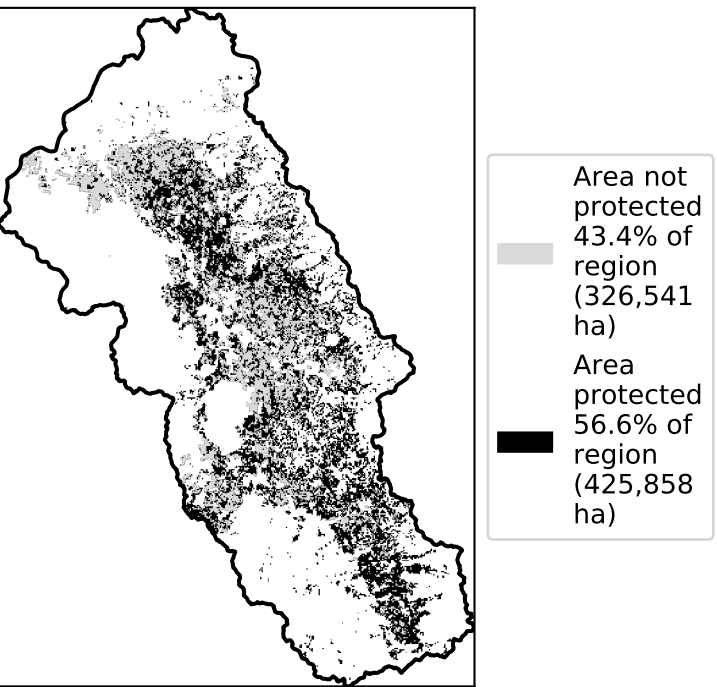 Area not
protected
43.4% of
region
(326,541
ha)
Area
protected
56.6% of
region
(425,858
ha)